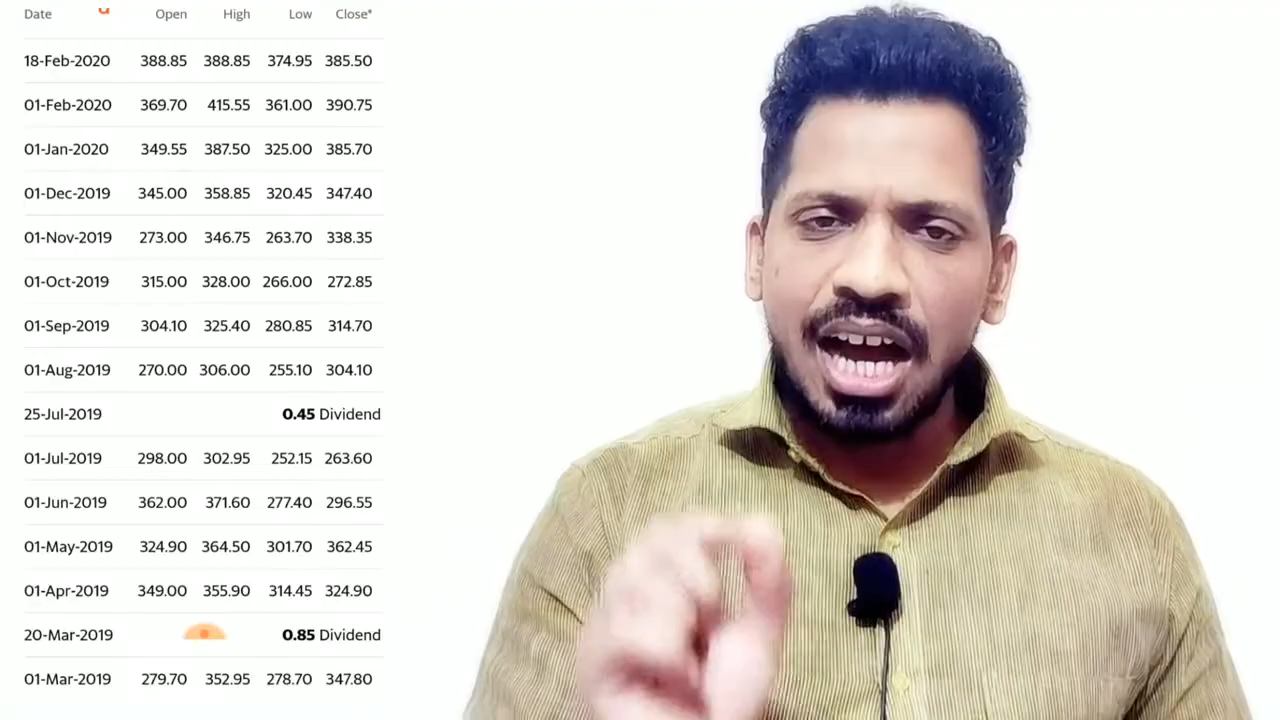 Date Open High Low Close*
18-Feb-2020 388.85 388.85 374.95 385.50
01-Feb-2020 369.70 415.55 361.00 390.75
01-Jan-2020 349.55 387.50 325.00 385.70
01-Dec-2019 345.00 358.85 320.45 347.40
01-Nov-2019 273.00 346.75 263.70 338.35
01-Oct-2019 315.00 328.00 266.00 272.85
01-Sep-2019 304.10 325.40 280.85 314.70
01-Aug-2019 270.00 306.00 255.10 304.10
25-Jul-2019 0.45 Dividend
01-Jul-2019 298.00 302.95 252.15 263.60
01-Jun-2019 362.00 371.60 277.40 296.55
01-May-2019 324.90 364.50 301.70 362.45
01-Apr-2019 349.00 355.90 314.45 324.90
20-Mar-2019 0.85 Dividend
01-Mar-2019 279.70 352.95 278.70 347.80